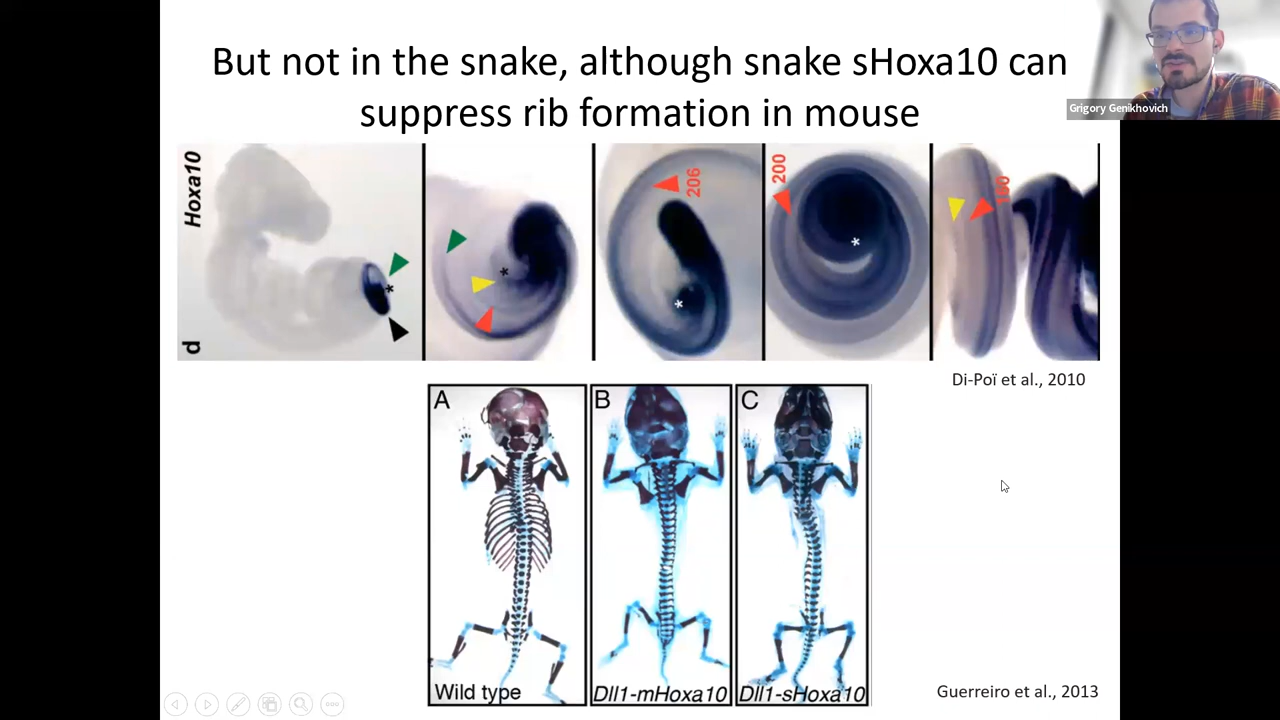 But not in the snake, although snake sHoxa10 can
suppress rib formation in mouse
Grigory Genikhovich
Hoxa10
d
206
200
190
Di-Poï et al., 2010
A
B
C
Wild type
Dll1-mHoxa10
Dll1-sHoxa10
Guerreiro et al., 2013